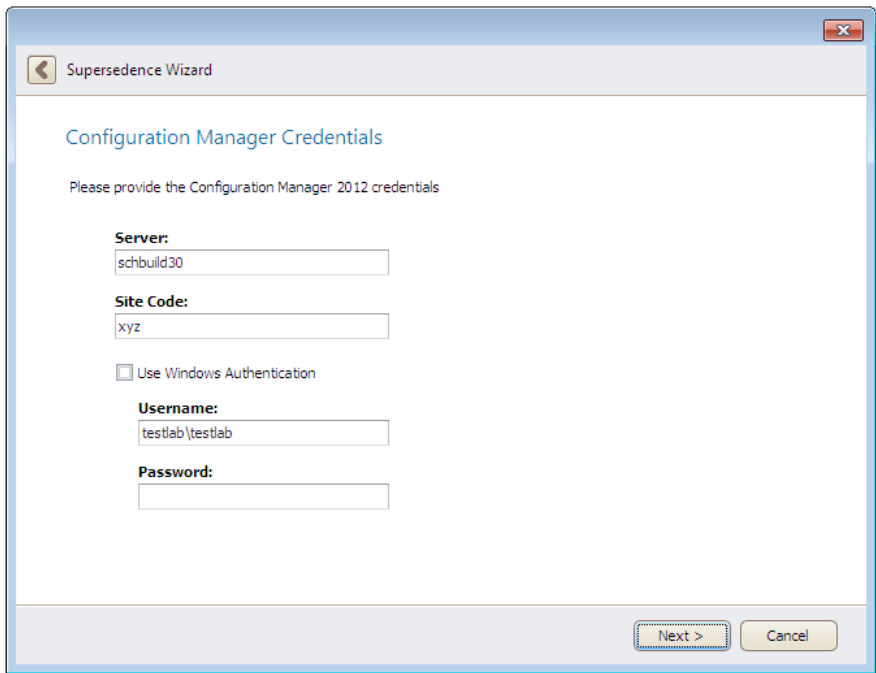 Supersedence Wizard
Configuration Manager Credentials
Please provide the Configuration Manager 2012 credentials
Server:
schbuild30
Site Code:
xyz
Use Windows Authentication
Username:
testlab\testlab
Password:
Next > Cancel